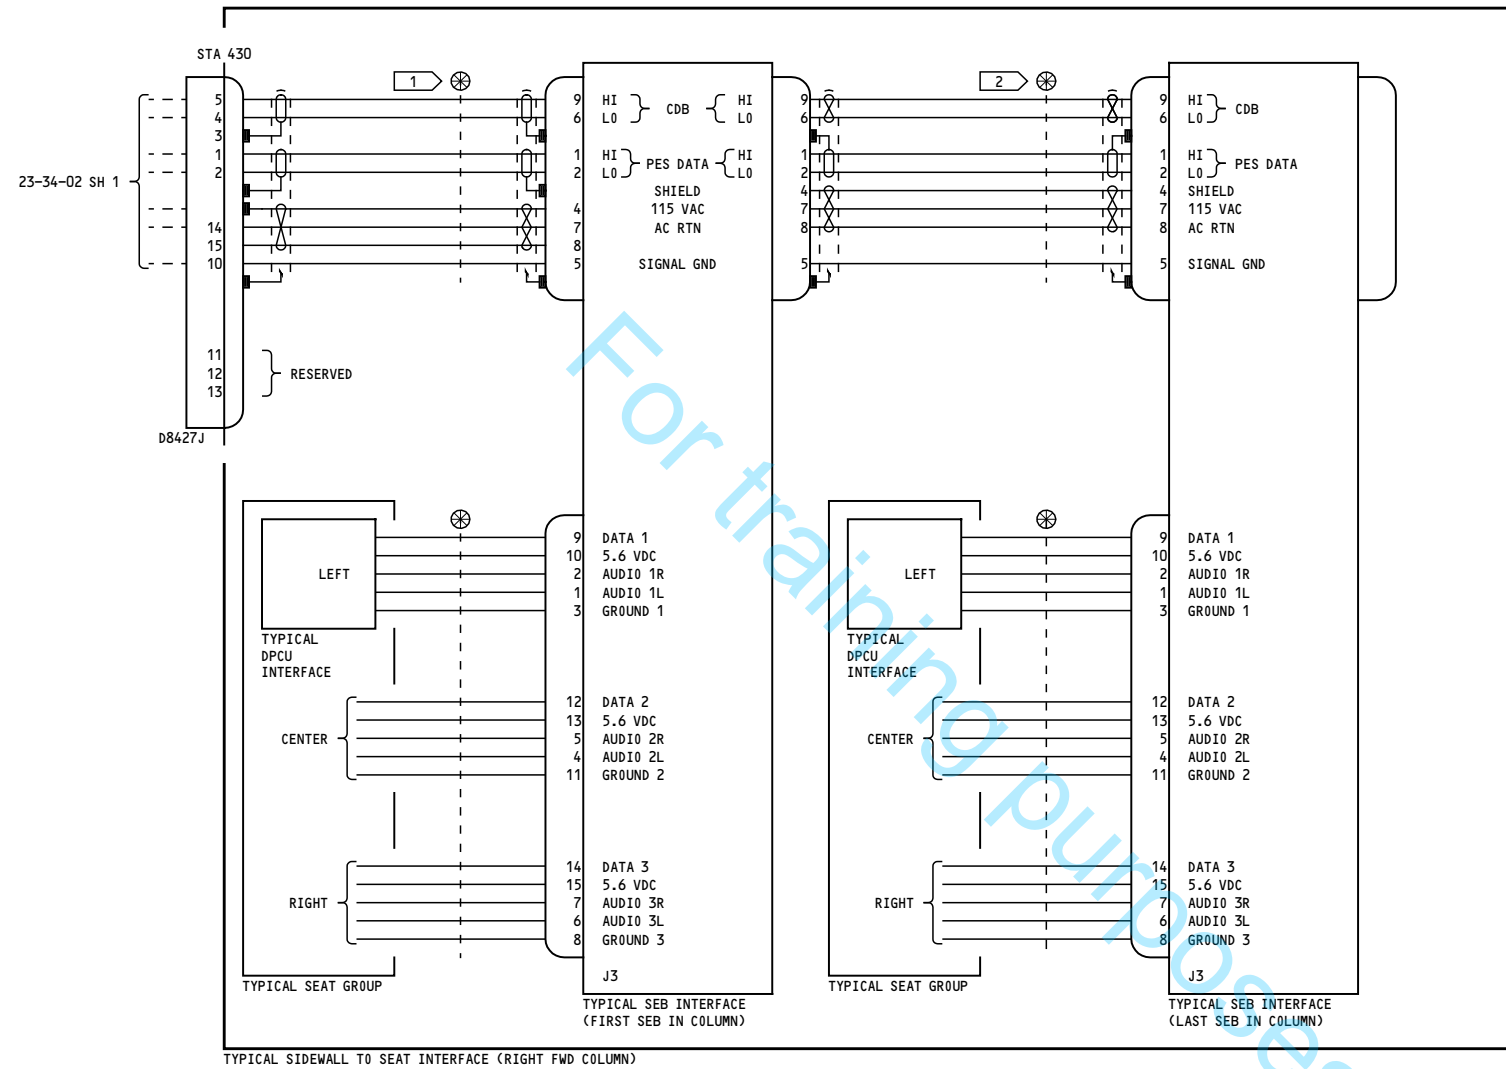 STA 430
1
2
5
4
3
1
2
14
15
10
23-34-02 SH 1
11
12
13
RESERVED
D8427J
9 HI CDB HI 9
6 LO LO 6
1 HI PES DATA HI 1
2 LO LO 2
SHIELD 4
4 115 VAC 7
7 AC RTN 8
8
5 SIGNAL GND 5
9 HI CDB
6 LO
1 HI PES DATA
2 LO
4 SHIELD
7 115 VAC
8 AC RTN
5 SIGNAL GND
LEFT
TYPICAL
DPCU
INTERFACE
CENTER
RIGHT
TYPICAL SEAT GROUP
9 DATA 1
10 5.6 VDC
2 AUDIO 1R
1 AUDIO 1L
3 GROUND 1
12 DATA 2
13 5.6 VDC
5 AUDIO 2R
4 AUDIO 2L
11 GROUND 2
14 DATA 3
15 5.6 VDC
7 AUDIO 3R
6 AUDIO 3L
8 GROUND 3
J3
TYPICAL SEB INTERFACE
(FIRST SEB IN COLUMN)
LEFT
TYPICAL
DPCU
INTERFACE
CENTER
RIGHT
TYPICAL SEAT GROUP
9 DATA 1
10 5.6 VDC
2 AUDIO 1R
1 AUDIO 1L
3 GROUND 1
12 DATA 2
13 5.6 VDC
5 AUDIO 2R
4 AUDIO 2L
11 GROUND 2
14 DATA 3
15 5.6 VDC
7 AUDIO 3R
6 AUDIO 3L
8 GROUND 3
J3
TYPICAL SEB INTERFACE
(LAST SEB IN COLUMN)
TYPICAL SIDEWALL TO SEAT INTERFACE (RIGHT FWD COLUMN)
For training purposes